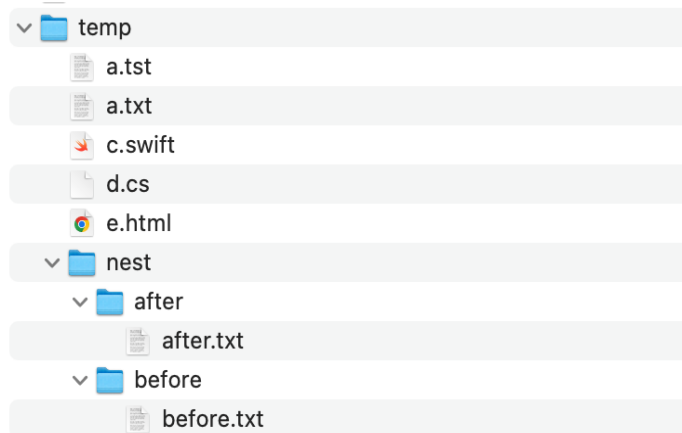 temp
a.tst
a.txt
c.swift
d.cs
e.html
nest
after
after.txt
before
before.txt